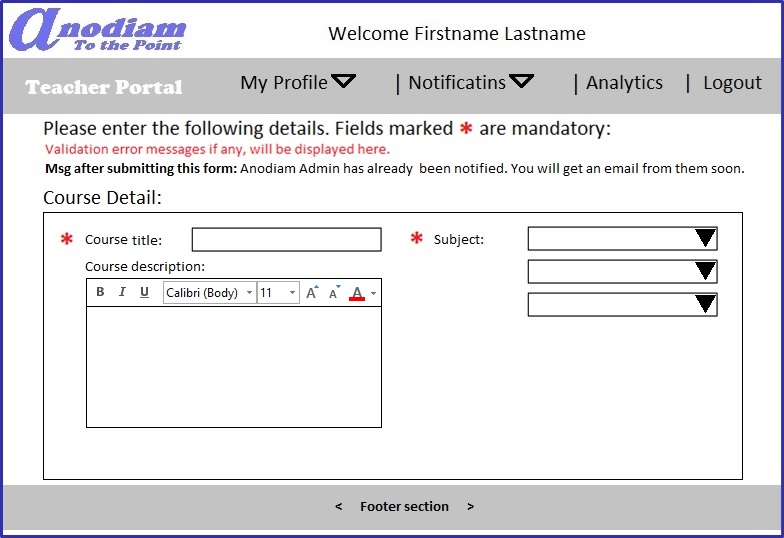 Anodiam
To the Point
Welcome Firstname Lastname
Teacher Portal My Profile | Notificatins | Analytics | Logout
Please enter the following details. Fields marked * are mandatory:
Validation error messages if any, will be displayed here.
Msg after submitting this form: Anodiam Admin has already been notified. You will get an email from them soon.
Course Detail:
* Course title: * Subject:
Course description:
B I U Calibri (Body) 11 A A A
< Footer section >